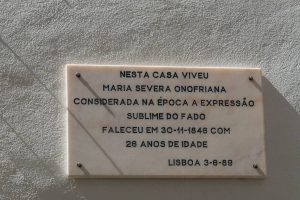 NESTA CASA VIVEU
MARIA SEVERA ONOFRIANA
CONSIDERADA NA ÉPOCA A EXPRESSÃO
SUBLIME DO FADO
FALECEU EM 30-11-1846 COM
26 ANOS DE IDADE
LISBOA 3-6-89